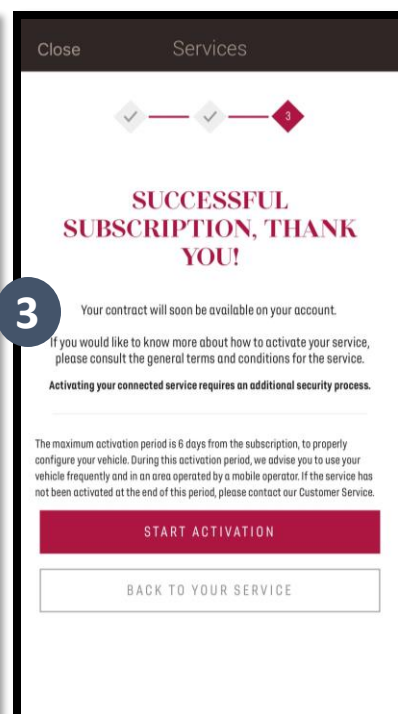 Close Services
3
SUCCESSFUL
SUBSCRIPTION, THANK
YOU!
3
Your contract will soon be available on your account.
If you would like to know more about how to activate your service,
please consult the general terms and conditions for the service.
Activating your connected service requires an additional security process.
The maximum activation period is 6 days from the subscription, to properly
configure your vehicle. During this activation period, we advise you to use your
vehicle frequently and in an area operated by a mobile operator. If the service has
not been activated at the end of this period, please contact our Customer Service.
START ACTIVATION
BACK TO YOUR SERVICE